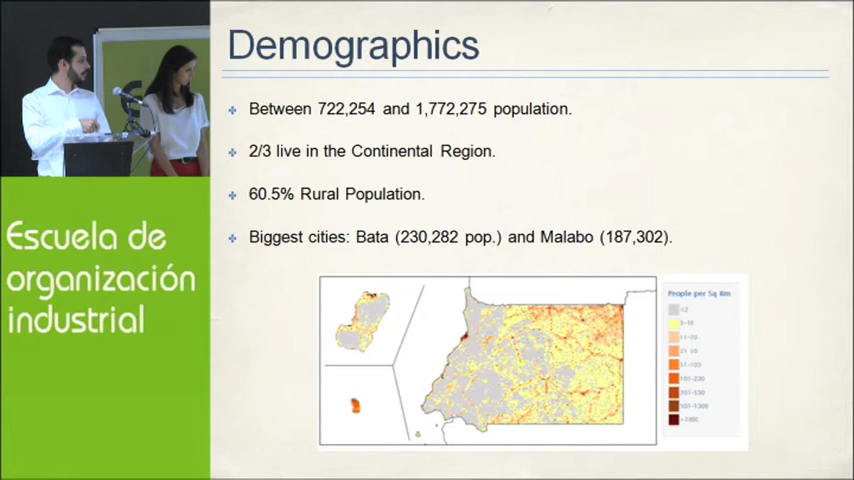 Demographics
Between 722,254 and 1,772,275 population.
2/3 live in the Continental Region.
60.5% Rural Population.
Biggest cities: Bata (230,282 pop.) and Malabo (187,302).
Escuela de
organización
industrial
People per Sq Km
<2